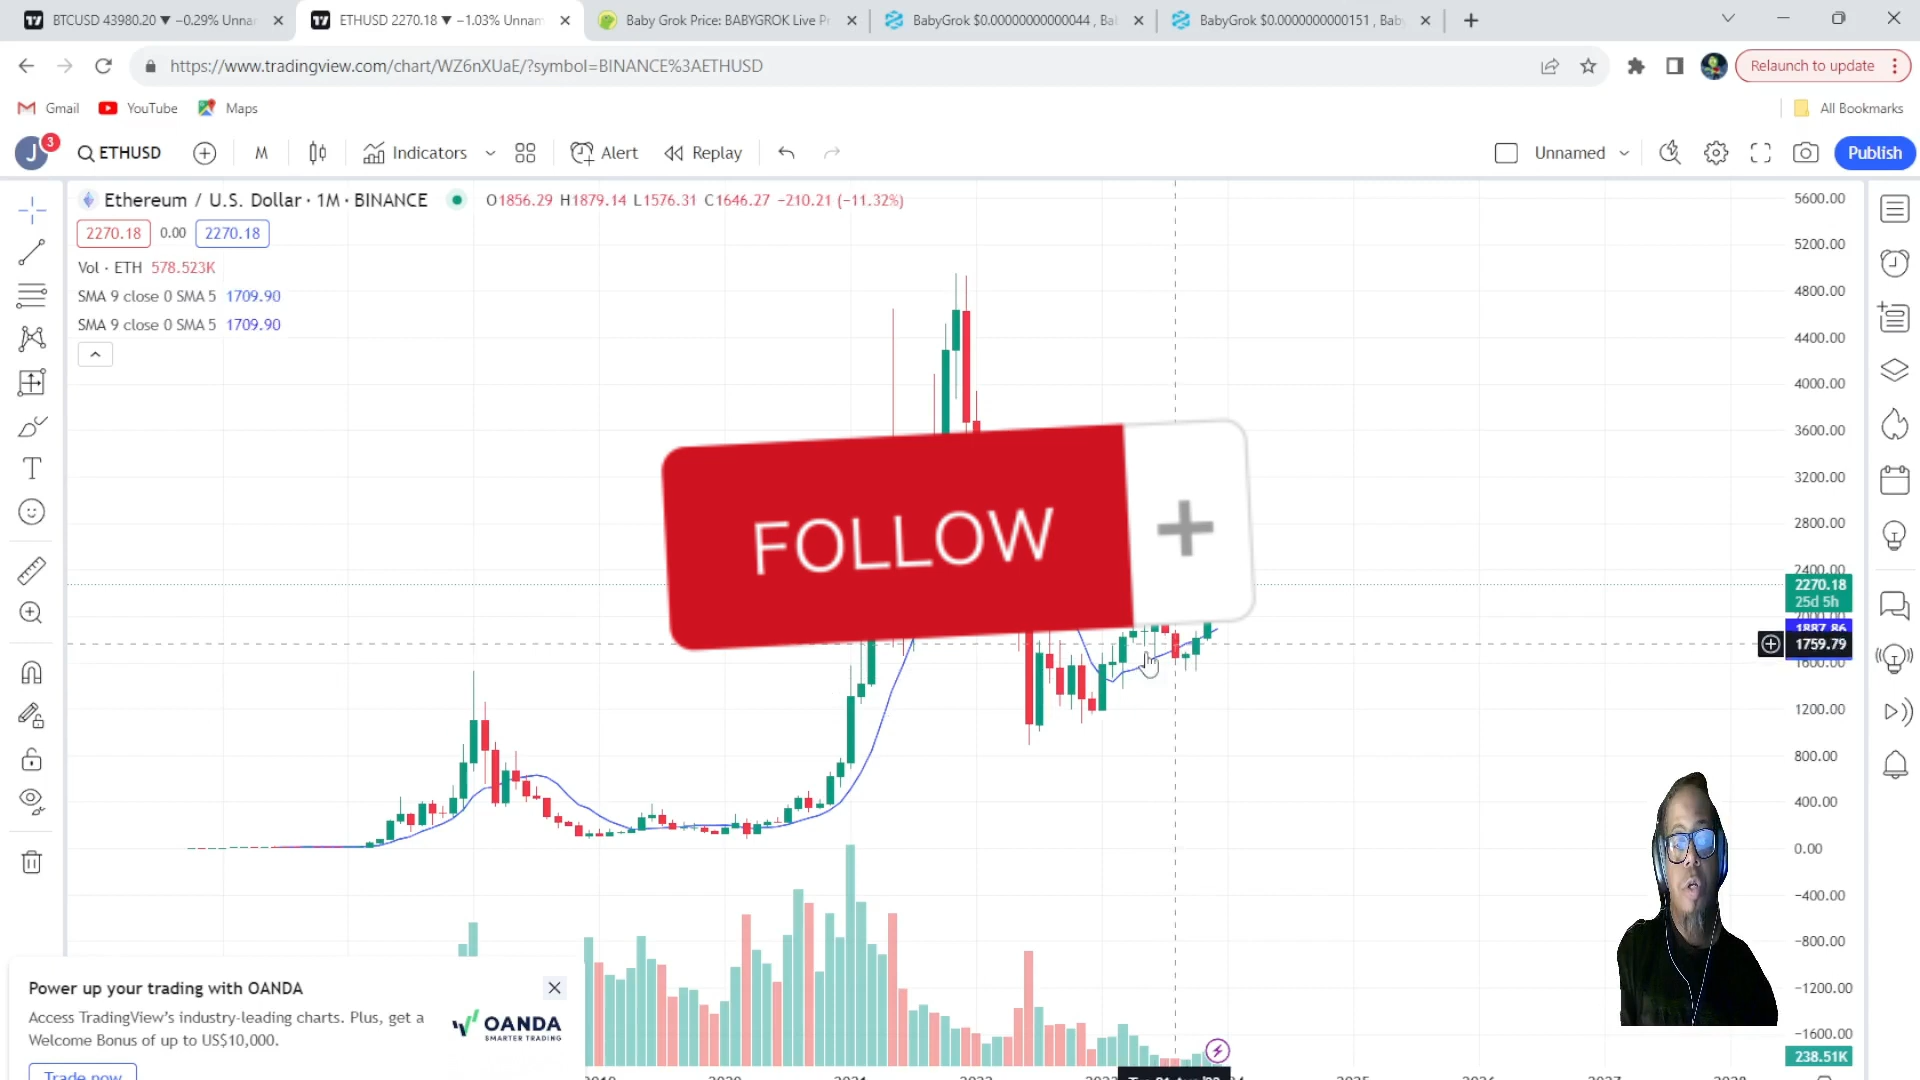 BTCUSD 43980.20 ▼ −0.29% Unna
ETHUSD 2270.18 ▼ −1.03% Unnam
Baby Grok Price: BABYGROK Live Pr
BabyGrok $0.00000000000044 , Ba
BabyGrok $0.0000000000151 , Baby
https://www.tradingview.com/chart/WZ6nXUaE/?symbol=BINANCE%3AETHUSD
Relaunch to update
Gmail
YouTube
Maps
All Bookmarks
J 3
ETHUSD
M
Indicators
Alert
Replay
Unnamed
Publish
Ethereum / U.S. Dollar · 1M · BINANCE
O1856.29 H1879.14 L1576.31 C1646.27 −210.21 (−11.32%)
2270.18 0.00 2270.18
Vol · ETH 578.523K
SMA 9 close 0 SMA 5 1709.90
SMA 9 close 0 SMA 5 1709.90
FOLLOW +
5600.00
5200.00
4800.00
4400.00
4000.00
3600.00
3200.00
2800.00
2400.00
2270.18
25d 5h
1887.86
1759.79
1600.00
1200.00
800.00
400.00
0.00
−400.00
−800.00
−1200.00
−1600.00
238.51K
Power up your trading with OANDA
Access TradingView's industry-leading charts. Plus, get a
Welcome Bonus of up to US$10,000.
OANDA
SMARTER TRADING
Trade now